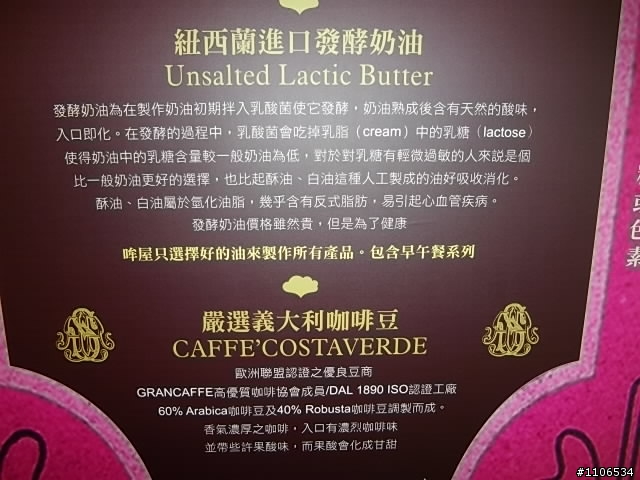 紐西蘭進口發酵奶油
Unsalted Lactic Butter
發酵奶油為在製作奶油初期拌入乳酸菌使它發酵，奶油熟成後含有天然的酸味，
入口即化。在發酵的過程中，乳酸菌會吃掉乳脂（cream）中的乳糖（lactose）
使得奶油中的乳糖含量較一般奶油為低，對於對乳糖有輕微過敏的人來說是個
比一般奶油更好的選擇，也比起酥油、白油這種人工製成的油好吸收消化。
酥油、白油屬於氫化油脂，幾乎含有反式脂肪，易引起心血管疾病。
發酵奶油價格雖然貴，但是為了健康
哞屋只選擇好的油來製作所有產品。包含早午餐系列
嚴選義大利咖啡豆
CAFFE'COSTAVERDE
歐洲聯盟認證之優良豆商
GRANCAFFE高優質咖啡協會成員/DAL 1890 ISO認證工廠
60% Arabica咖啡豆及40% Robusta咖啡豆調製而成。
香氣濃厚之咖啡，入口有濃烈咖啡味
並帶些許果酸味，而果酸會化成甘甜
色
素
#1106534